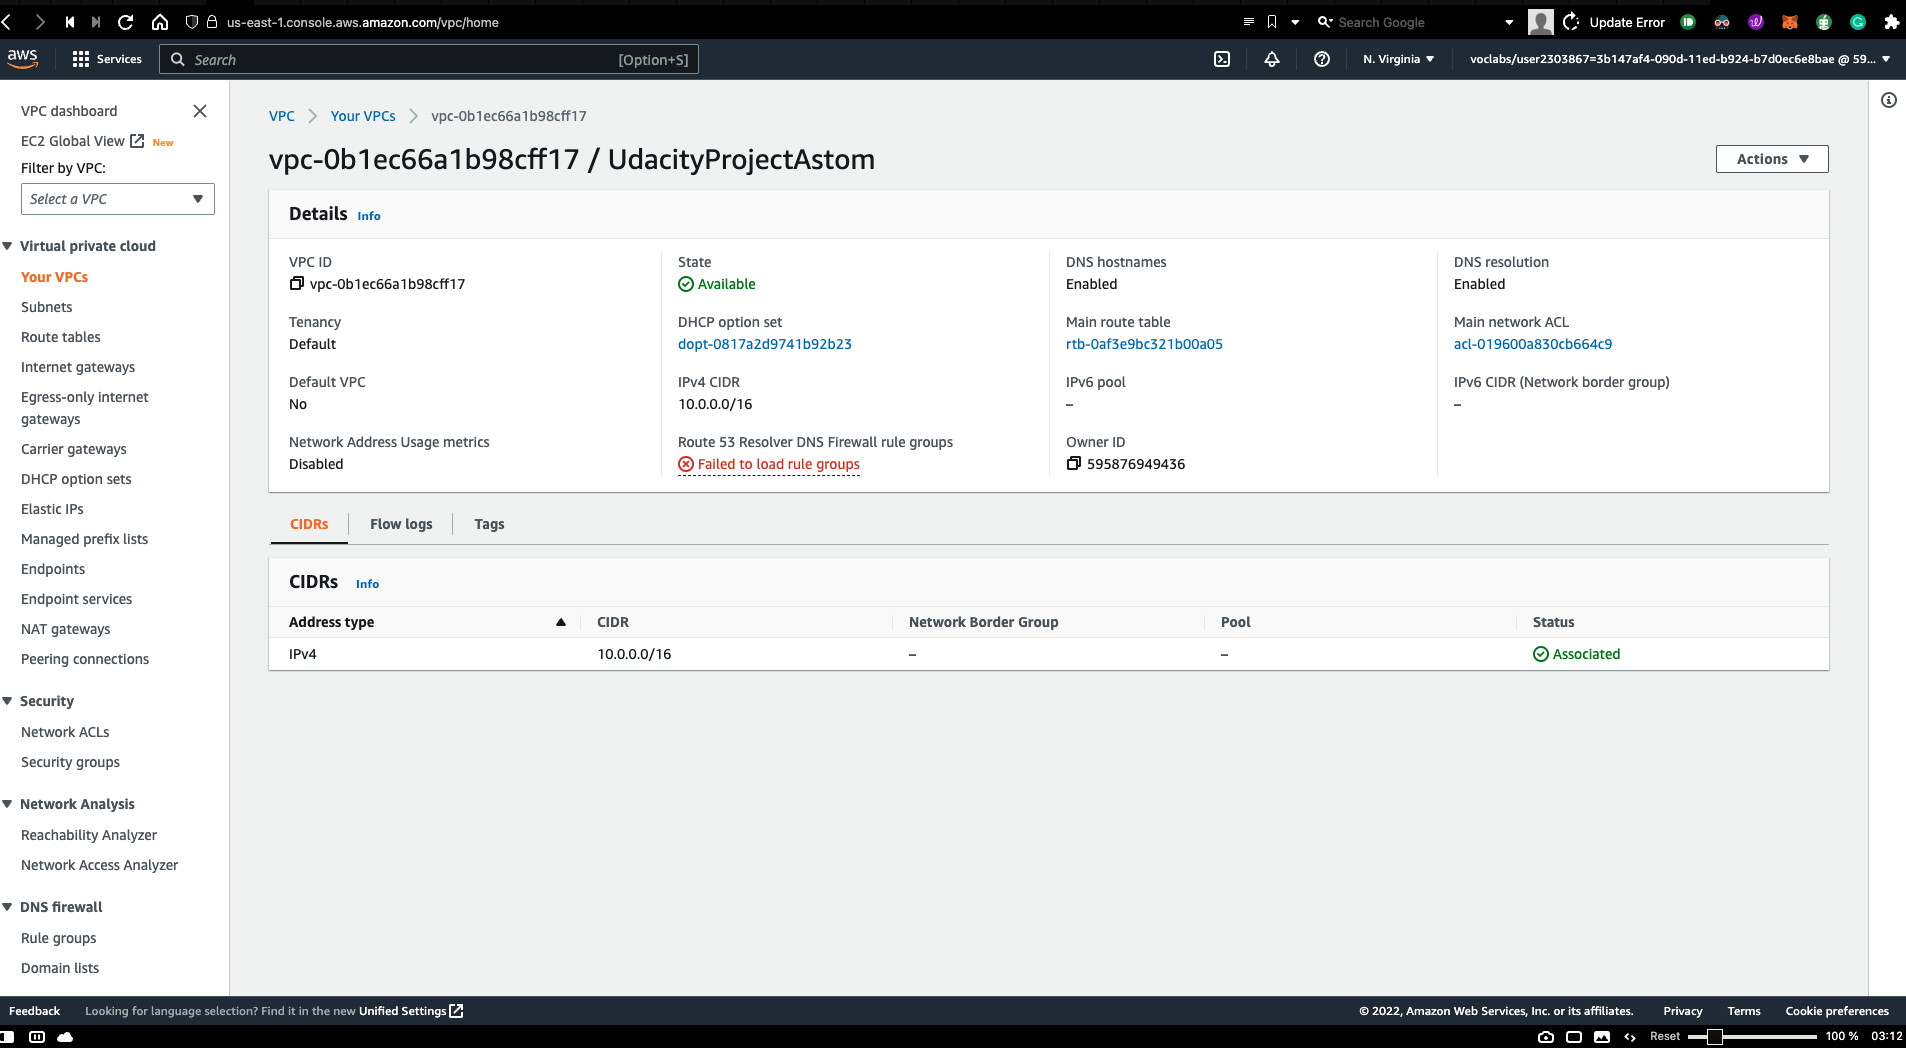 us-east-1.console.aws.amazon.com/vpc/home
Search Google
Update Error
aws
Services
Search
[Option+S]
N. Virginia
voclabs/user2303867=3b147af4-090d-11ed-b924-b7d0ec6e8bae @ 59...
VPC dashboard
EC2 Global View New
Filter by VPC:
Select a VPC
Virtual private cloud
Your VPCs
Subnets
Route tables
Internet gateways
Egress-only internet
gateways
Carrier gateways
DHCP option sets
Elastic IPs
Managed prefix lists
Endpoints
Endpoint services
NAT gateways
Peering connections
Security
Network ACLs
Security groups
Network Analysis
Reachability Analyzer
Network Access Analyzer
DNS firewall
Rule groups
Domain lists
VPC Your VPCs vpc-0b1ec66a1b98cff17
vpc-0b1ec66a1b98cff17 / UdacityProjectAstom
Actions
Details Info
VPC ID
vpc-0b1ec66a1b98cff17
State
Available
DNS hostnames
Enabled
DNS resolution
Enabled
Tenancy
Default
DHCP option set
dopt-0817a2d9741b92b23
Main route table
rtb-0af3e9bc321b00a05
Main network ACL
acl-019600a830cb664c9
Default VPC
No
IPv4 CIDR
10.0.0.0/16
IPv6 pool
–
IPv6 CIDR (Network border group)
–
Network Address Usage metrics
Disabled
Route 53 Resolver DNS Firewall rule groups
Failed to load rule groups
Owner ID
595876949436
CIDRs Flow logs Tags
CIDRs Info
Address type CIDR Network Border Group Pool Status
IPv4 10.0.0.0/16 – – Associated
Feedback Looking for language selection? Find it in the new Unified Settings
© 2022, Amazon Web Services, Inc. or its affiliates. Privacy Terms Cookie preferences
Reset 100 % 03:12